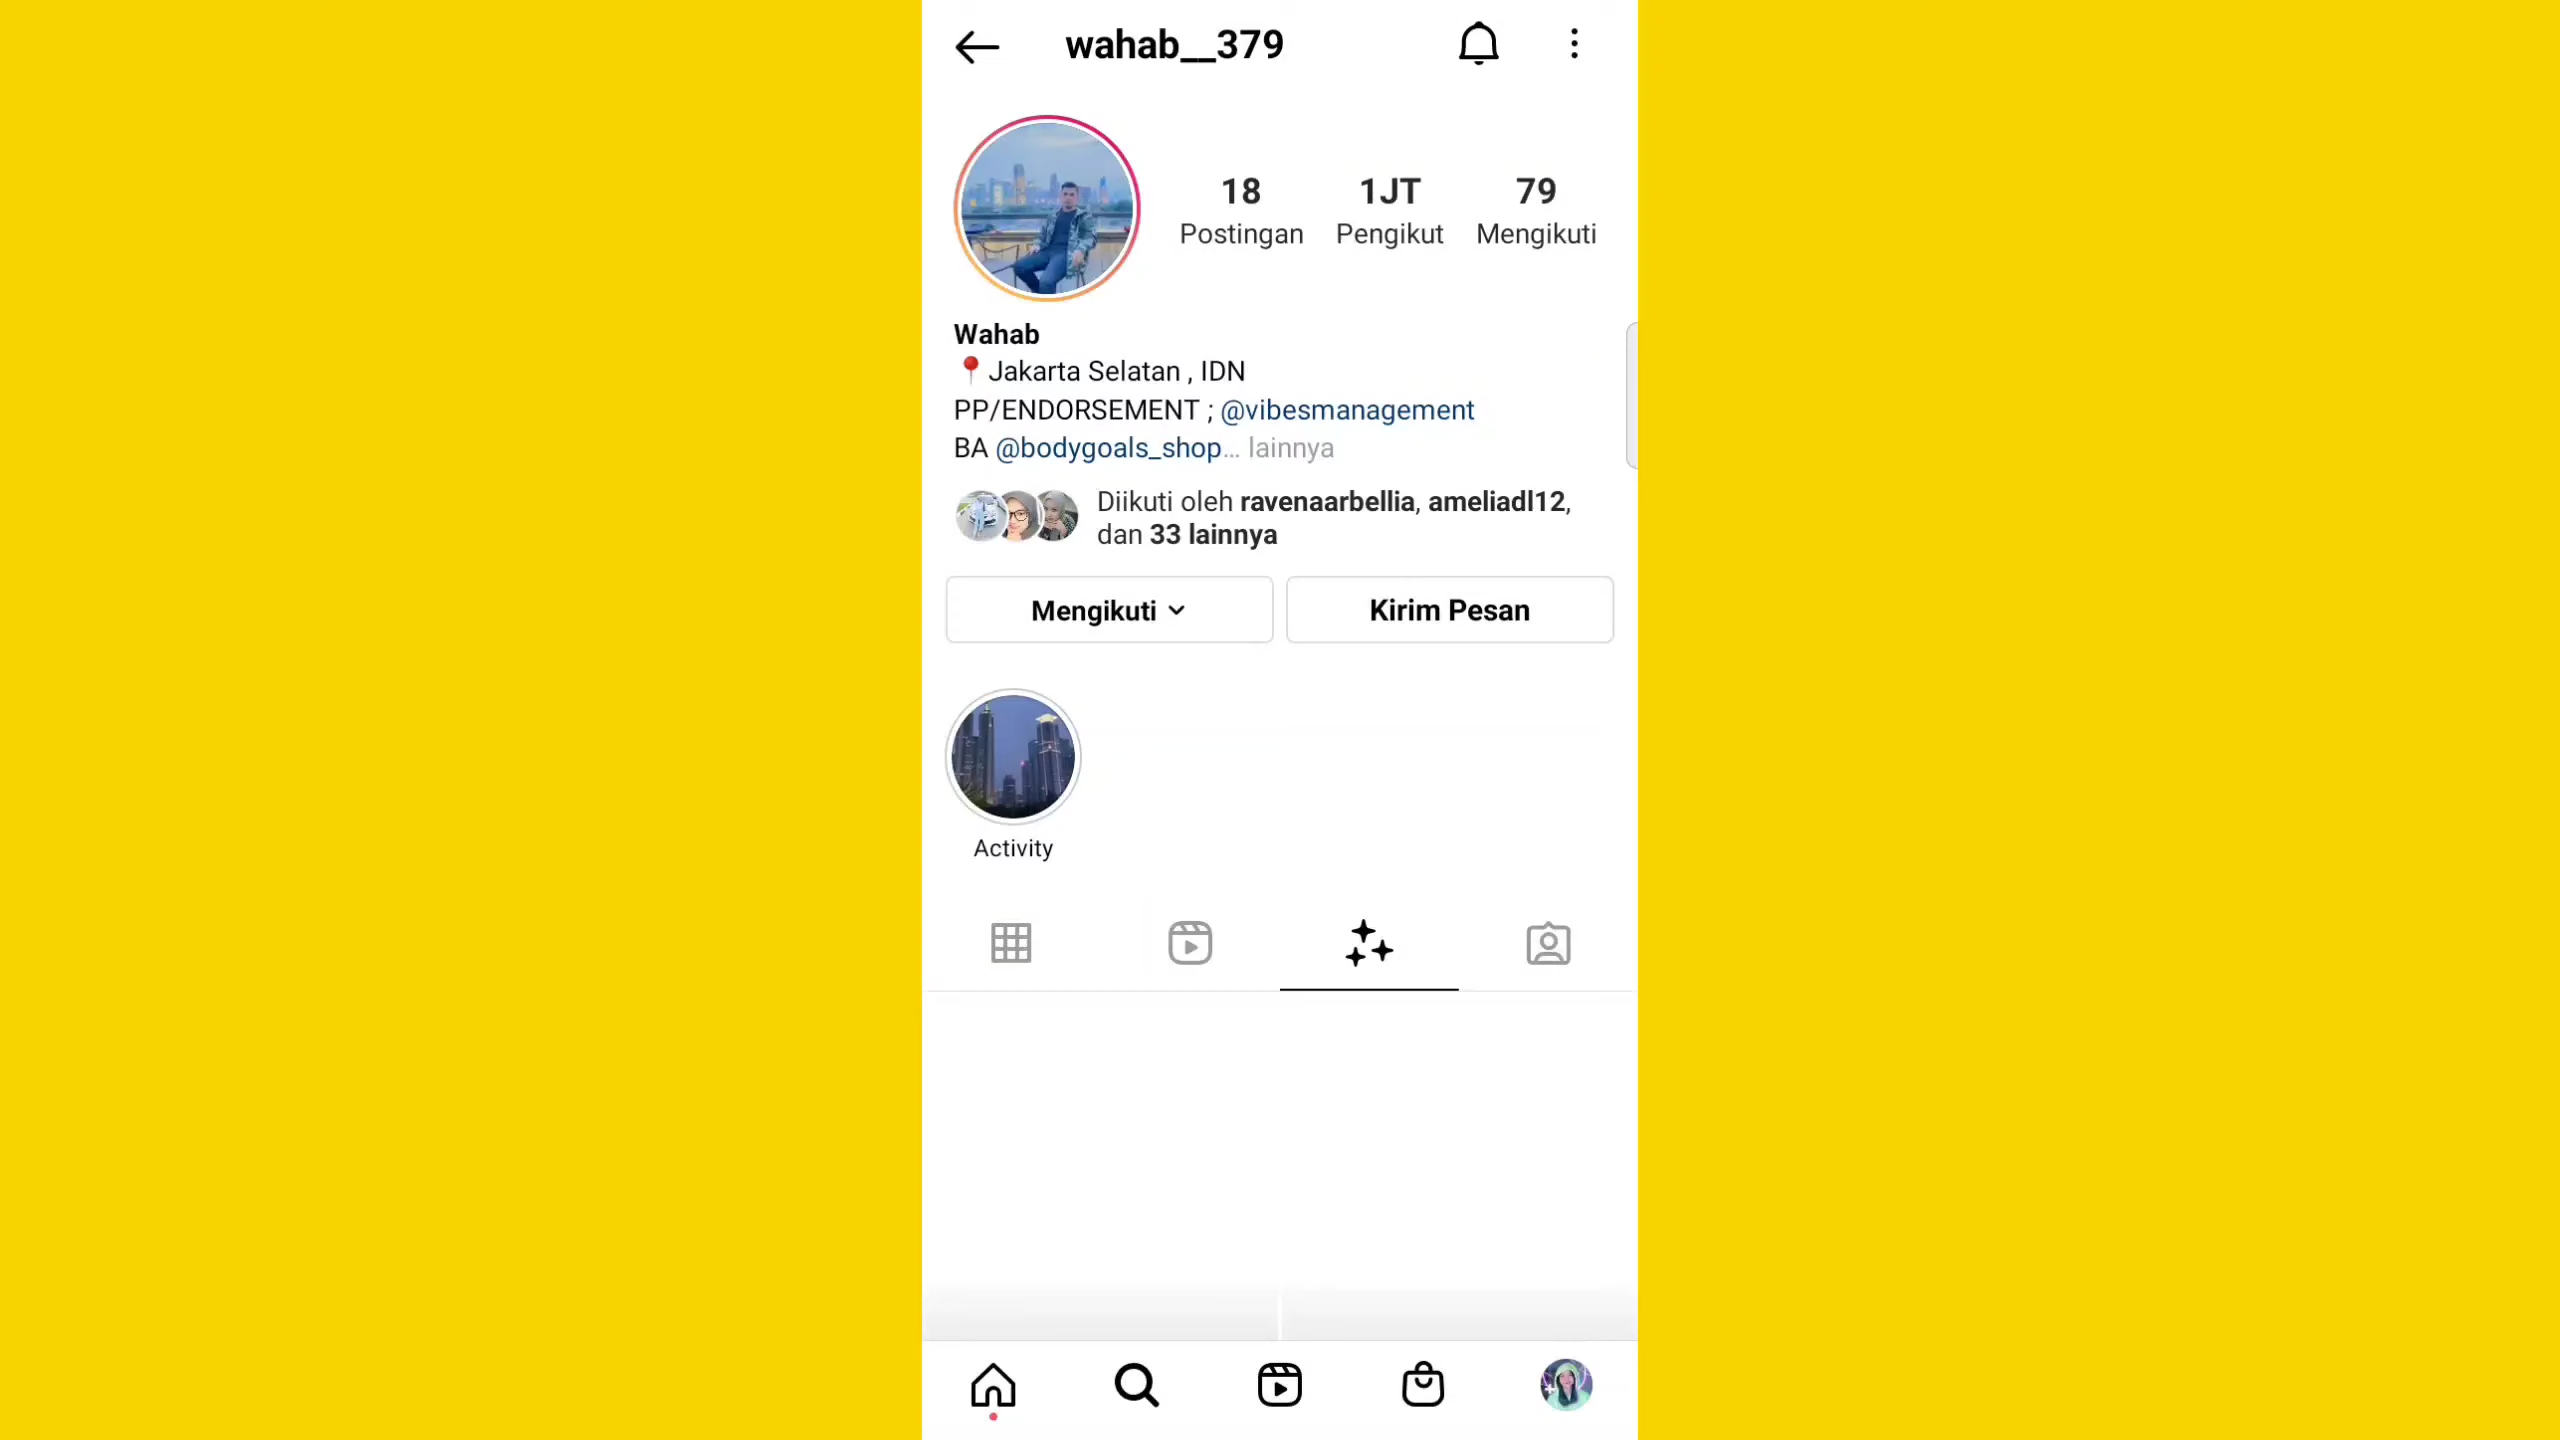 wahab__379
18
1JT
79
Postingan
Pengikut
Mengikuti
Wahab
📍Jakarta Selatan , IDN
PP/ENDORSEMENT ; @vibesmanagement
BA @bodygoals_shop... lainnya
Diikuti oleh ravenaarbellia, ameliadl12,
dan 33 lainnya
Mengikuti
Kirim Pesan
Activity